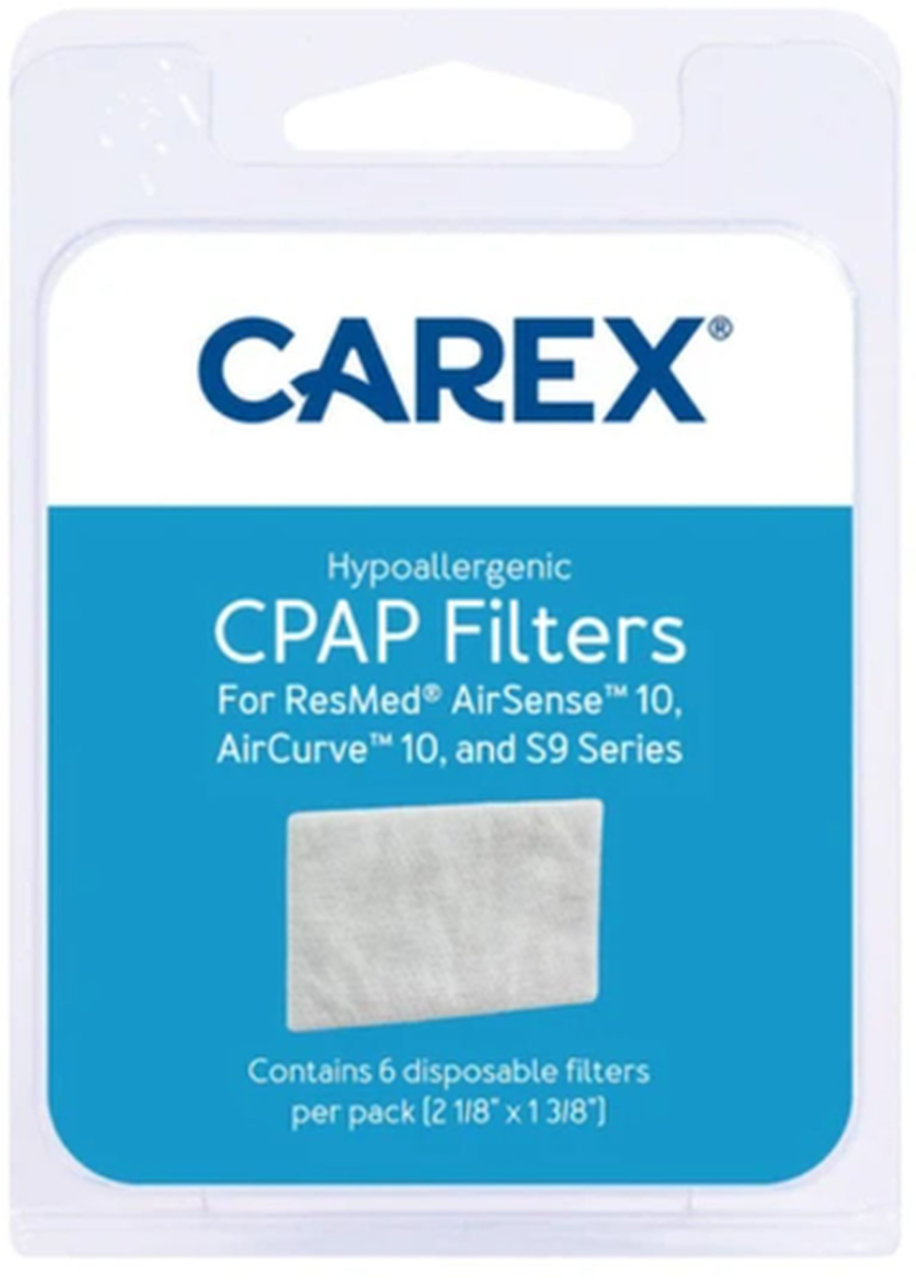 CAREX®
Hypoallergenic
CPAP Filters
For ResMed® AirSense™ 10,
AirCurve™ 10, and S9 Series
Contains 6 disposable filters
per pack (2 1/8" x 1 3/8")